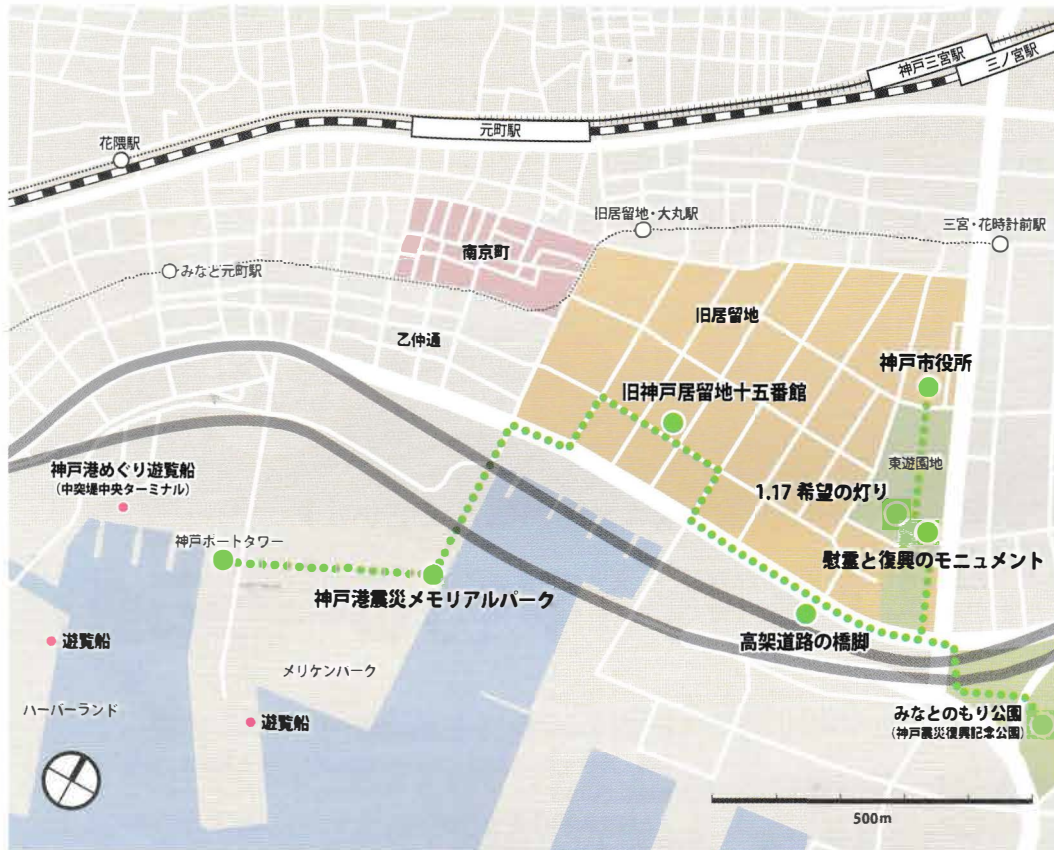 神戸三宮駅
三ノ宮駅
元町駅
花隈駅
旧居留地・大丸駅
三宮・花時計前駅
南京町
みなと元町駅
旧居留地
乙仲通
神戸市役所
旧神戸居留地十五番館
東遊園地
神戸港めぐり遊覧船
(中突堤中央ターミナル)
1.17 希望の灯り
神戸ポートタワー
慰霊と復興のモニュメント
神戸港震災メモリアルパーク
遊覧船
高架道路の橋脚
メリケンパーク
ハーバーランド
遊覧船
みなとのもり公園
(神戸震災復興記念公園)
500m